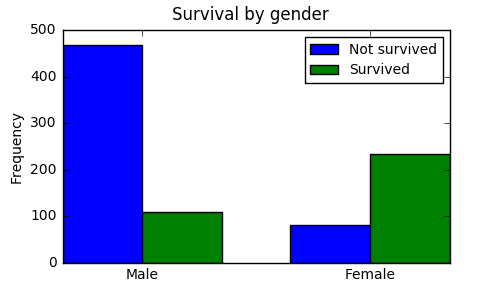 Survival by gender
500
400
300
200
100
0
Frequency
Not survived
Survived
Male
Female